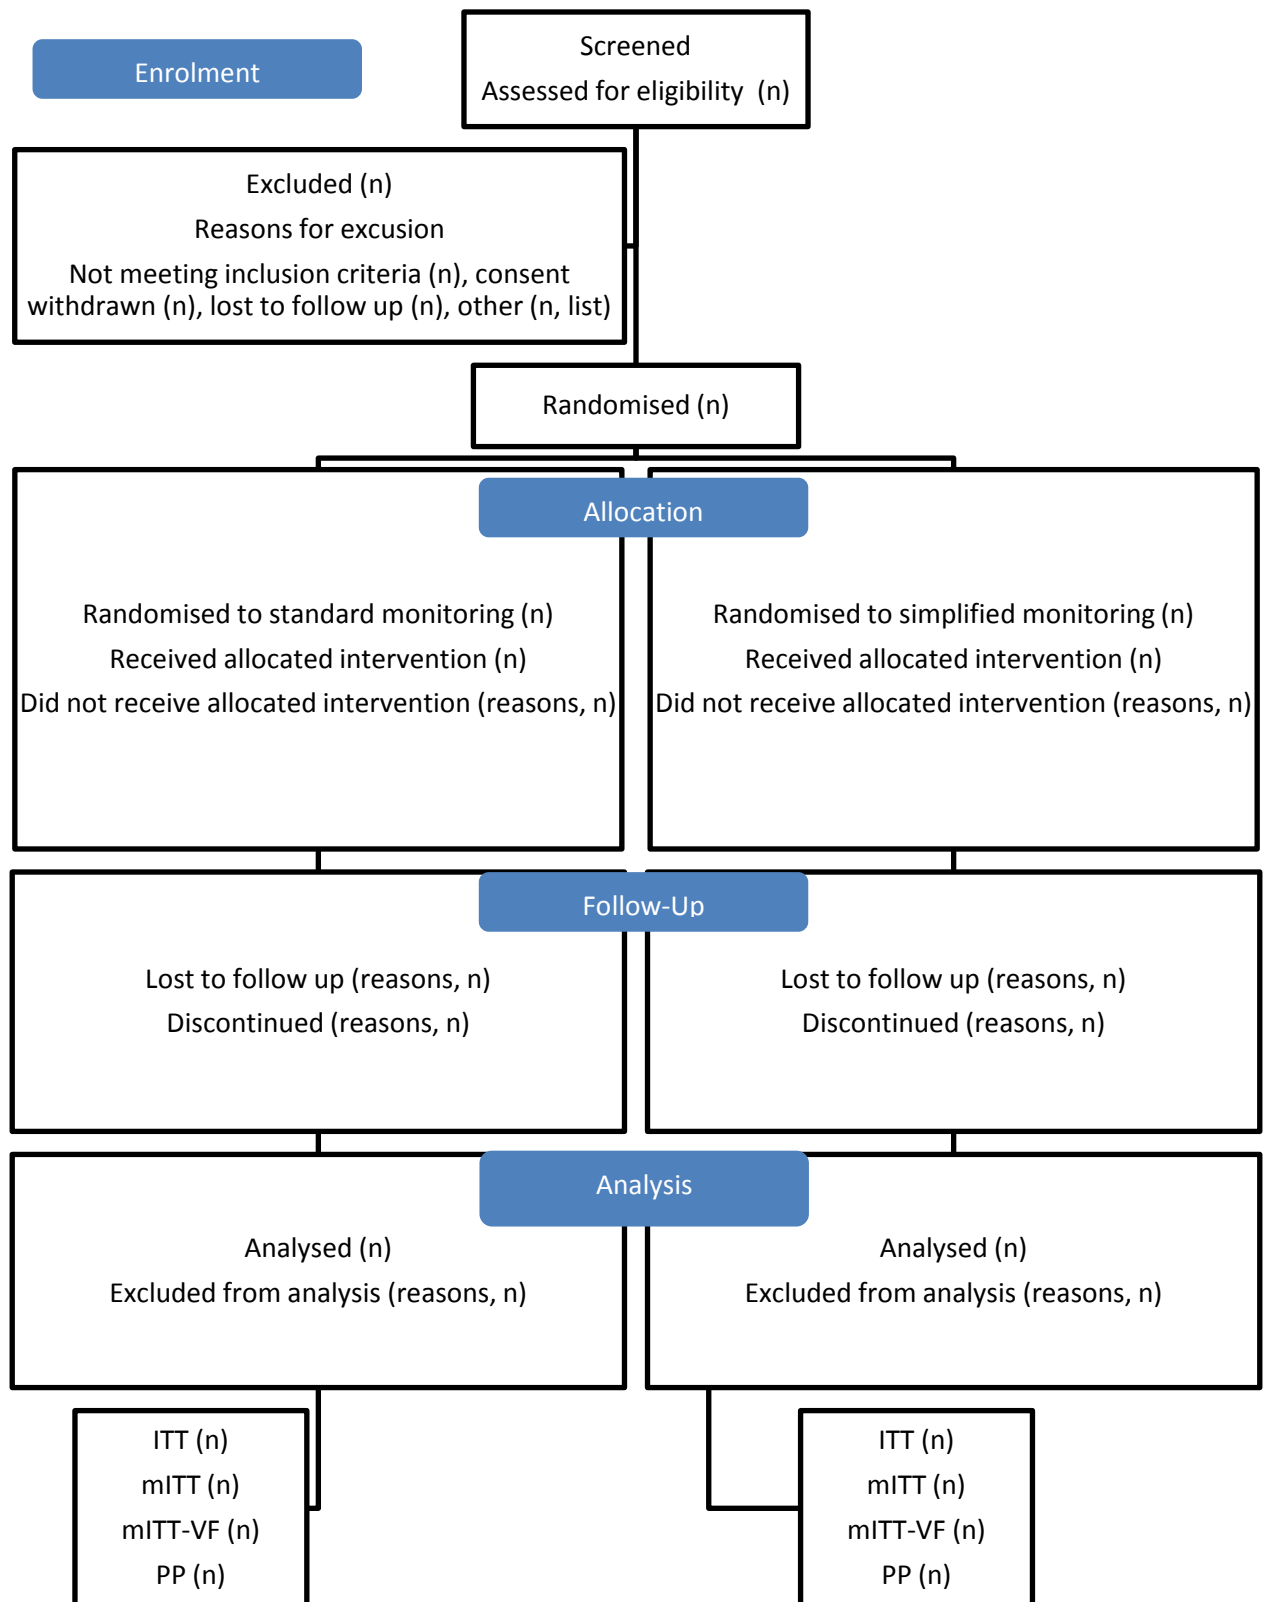 Enrolment
Screened
Assessed for eligibility (n)
Excluded (n)
Reasons for excusion
Not meeting inclusion criteria (n), consent
withdrawn (n), lost to follow up (n), other (n, list)
Randomised (n)
Allocation
Randomised to standard monitoring (n)
Received allocated intervention (n)
Did not receive allocated intervention (reasons, n)
Randomised to simplified monitoring (n)
Received allocated intervention (n)
Did not receive allocated intervention (reasons, n)
Follow-Up
Lost to follow up (reasons, n)
Discontinued (reasons, n)
Lost to follow up (reasons, n)
Discontinued (reasons, n)
Analysis
Analysed (n)
Excluded from analysis (reasons, n)
Analysed (n)
Excluded from analysis (reasons, n)
ITT (n)
mITT (n)
mITT-VF (n)
PP (n)
ITT (n)
mITT (n)
mITT-VF (n)
PP (n)